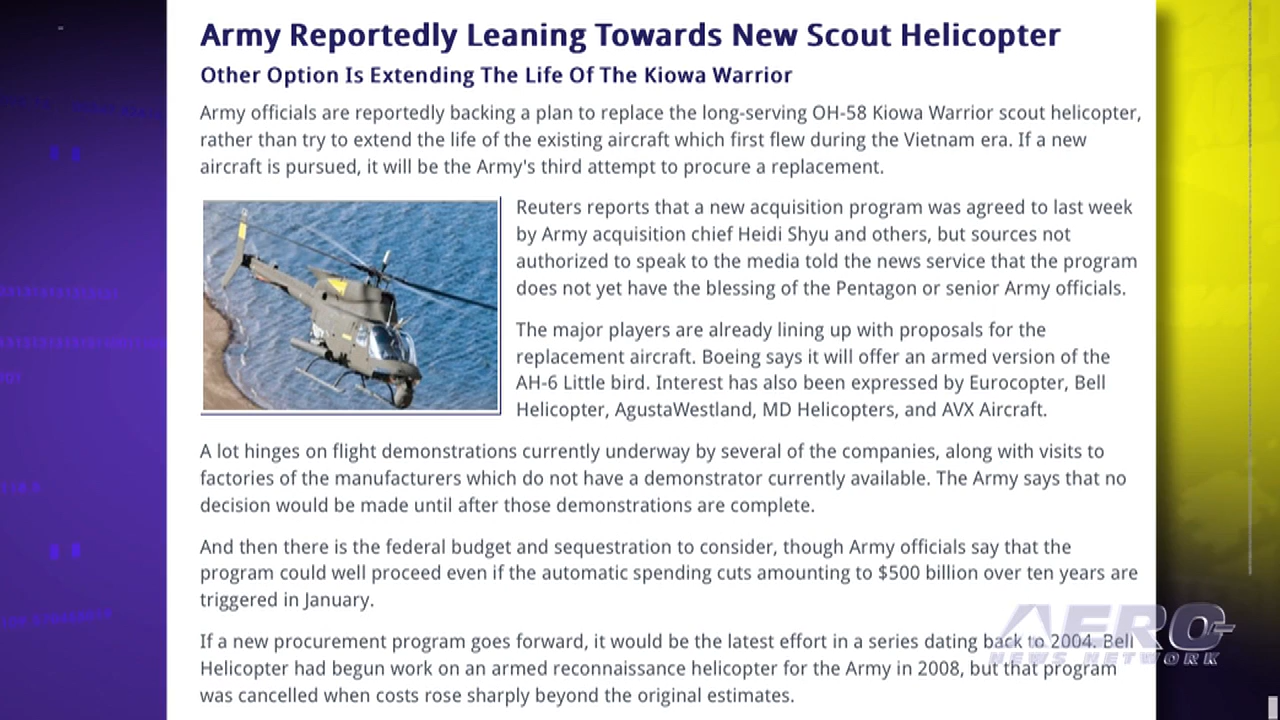 Army Reportedly Leaning Towards New Scout Helicopter
Other Option Is Extending The Life Of The Kiowa Warrior
Army officials are reportedly backing a plan to replace the long-serving OH-58 Kiowa Warrior scout helicopter,
rather than try to extend the life of the existing aircraft which first flew during the Vietnam era. If a new
aircraft is pursued, it will be the Army's third attempt to procure a replacement.
Reuters reports that a new acquisition program was agreed to last week
by Army acquisition chief Heidi Shyu and others, but sources not
authorized to speak to the media told the news service that the program
does not yet have the blessing of the Pentagon or senior Army officials.
The major players are already lining up with proposals for the
replacement aircraft. Boeing says it will offer an armed version of the
AH-6 Little bird. Interest has also been expressed by Eurocopter, Bell
Helicopter, AgustaWestland, MD Helicopters, and AVX Aircraft.
A lot hinges on flight demonstrations currently underway by several of the companies, along with visits to
factories of the manufacturers which do not have a demonstrator currently available. The Army says that no
decision would be made until after those demonstrations are complete.
And then there is the federal budget and sequestration to consider, though Army officials say that the
program could well proceed even if the automatic spending cuts amounting to $500 billion over ten years are
triggered in January.
If a new procurement program goes forward, it would be the latest effort in a series dating back to 2004. Bell
Helicopter had begun work on an armed reconnaissance helicopter for the Army in 2008, but that program
was cancelled when costs rose sharply beyond the original estimates.
AERO
NEWS NETWORK